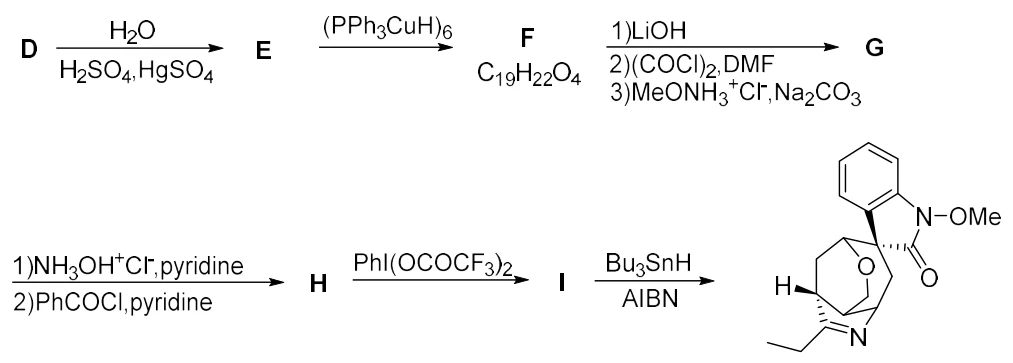 D H₂O H₂SO₄,HgSO₄ E (PPh₃CuH)₆ F C₁₉H₂₂O₄ 1)LiOH 2)(COCl)₂,DMF 3)MeONH₃⁺Cl⁻,Na₂CO₃ G
1)NH₃OH⁺Cl⁻,pyridine 2)PhCOCl,pyridine H PhI(OCOCF₃)₂ I Bu₃SnH AIBN
N–OMe
O
O
H
N